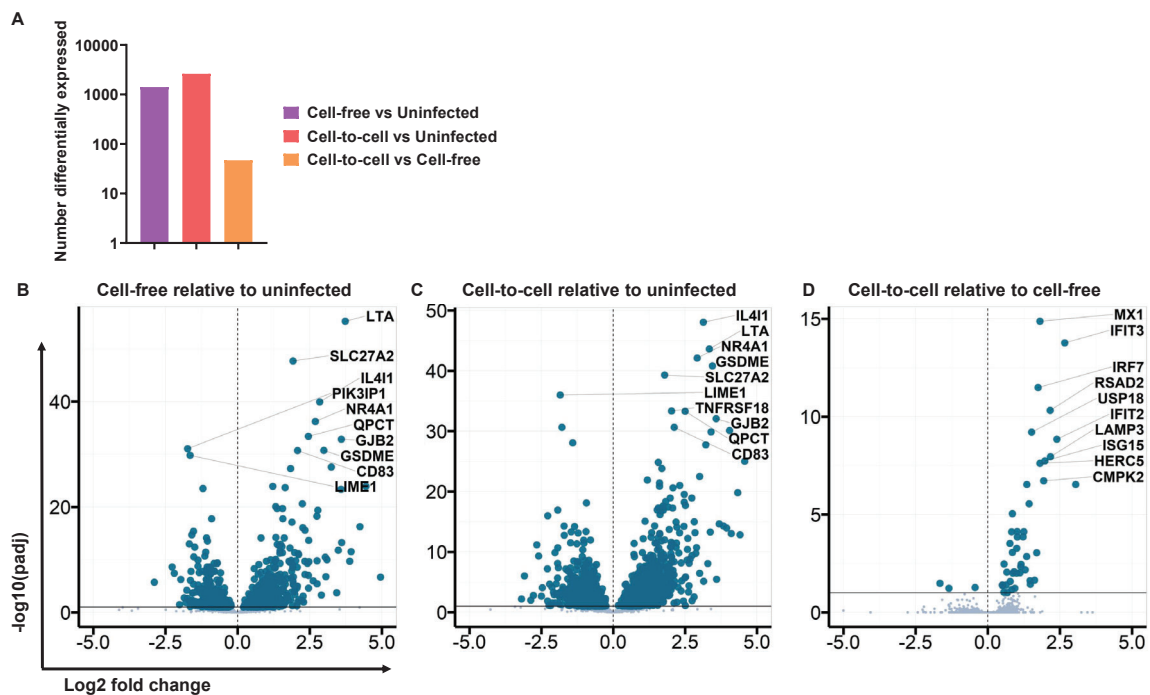 A
10000
1000
100
10
1
Number differentially expressed
Cell-free vs Uninfected
Cell-to-cell vs Uninfected
Cell-to-cell vs Cell-free
B
Cell-free relative to uninfected
LTA
SLC27A2
IL4I1
PIK3IP1
NR4A1
QPCT
GJB2
GSDME
CD83
LIME1
40
20
0
-5.0
-2.5
0.0
2.5
5.0
C
Cell-to-cell relative to uninfected
IL4I1
LTA
NR4A1
GSDME
SLC27A2
LIME1
TNFRSF18
GJB2
QPCT
CD83
50
40
30
20
10
0
-5.0
-2.5
0.0
2.5
5.0
D
Cell-to-cell relative to cell-free
MX1
IFIT3
IRF7
RSAD2
USP18
IFIT2
LAMP3
ISG15
HERC5
CMPK2
15
10
5
0
-5.0
-2.5
0.0
2.5
5.0
-log10(padj)
Log2 fold change